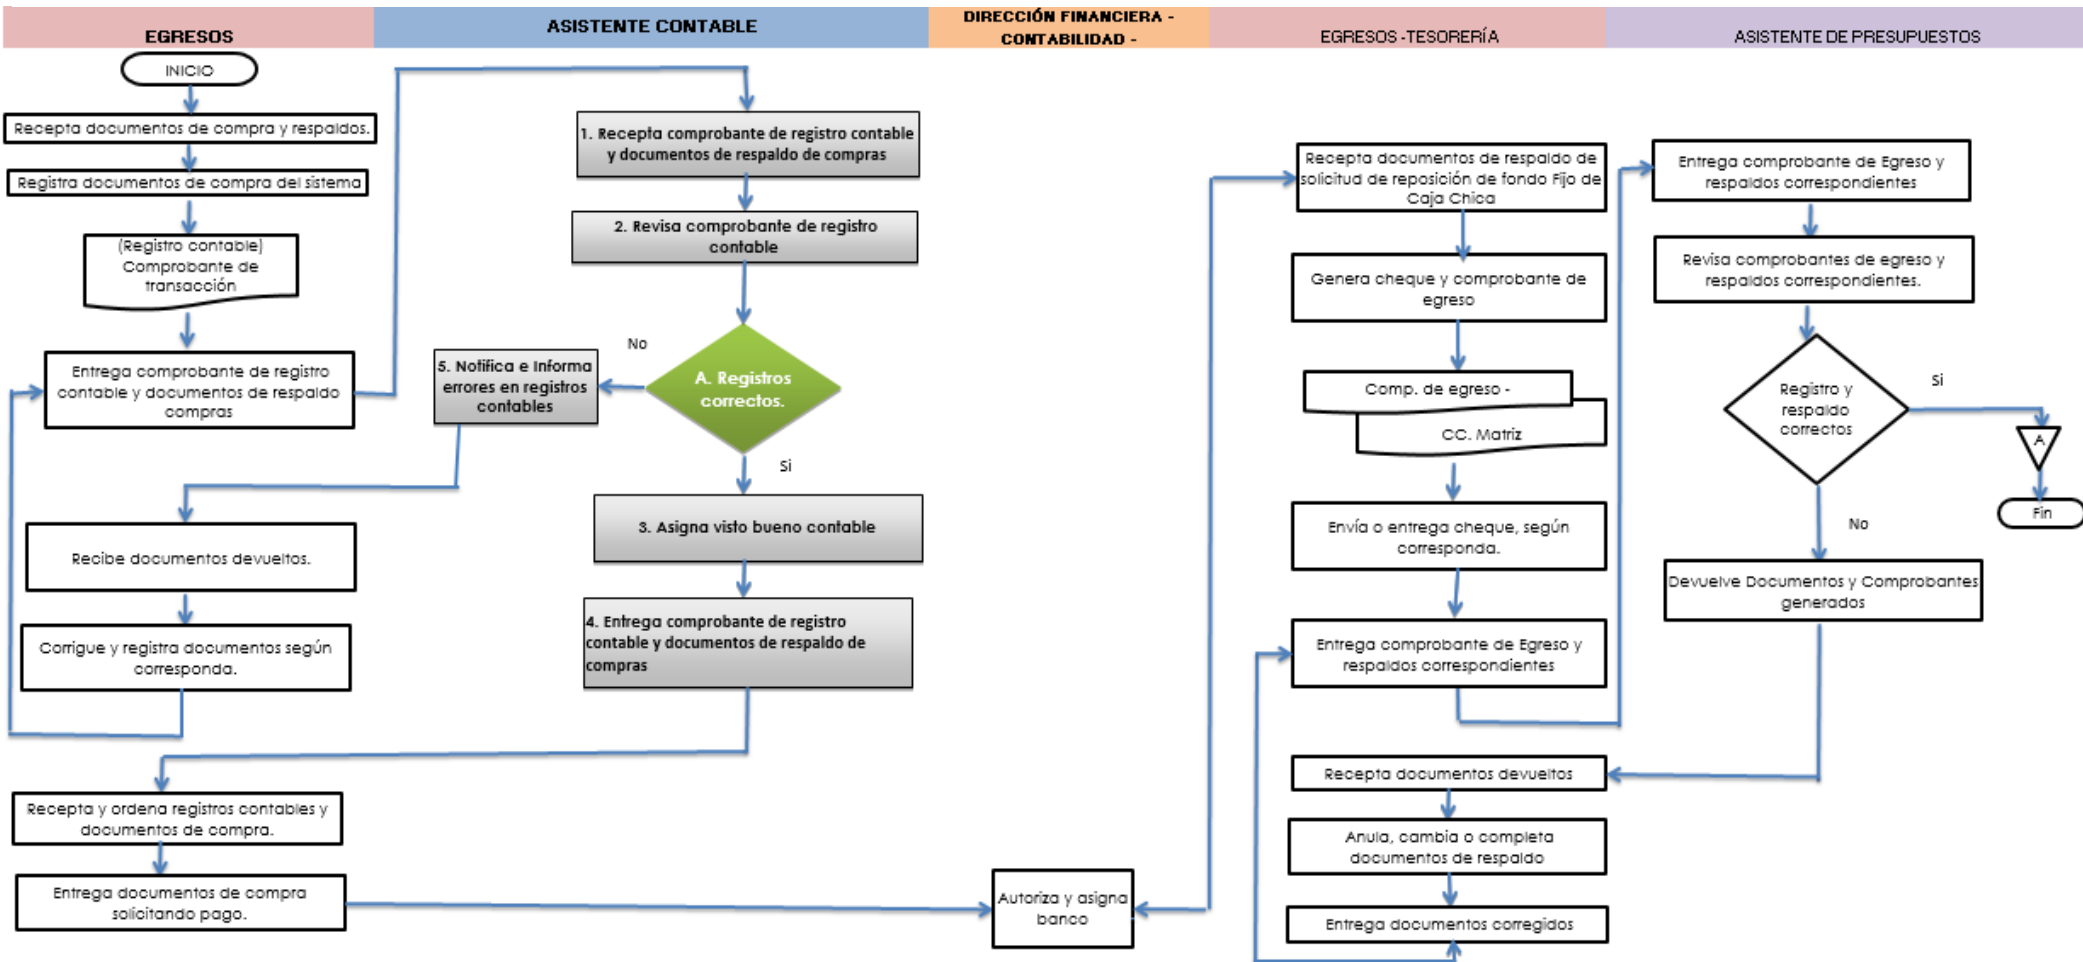 EGRESOS
ASISTENTE CONTABLE
DIRECCIÓN FINANCIERA -
CONTABILIDAD -
EGRESOS -TESORERÍA
ASISTENTE DE PRESUPUESTOS
INICIO
Recepta documentos de compra y respaldos.
Registra documentos de compra del sistema
(Registro contable)
Comprobante de
transacción
Entrega comprobante de registro
contable y documentos de respaldo
compras
Recibe documentos devueltos.
Corrigue y registra documentos según
corresponda.
Recepta y ordena registros contables y
documentos de compra.
Entrega documentos de compra
solicitando pago.
1. Recepta comprobante de registro contable
y documentos de respaldo de compras
2. Revisa comprobante de registro
contable
No
5. Notifica e Informa
errores en registros
contables
A. Registros
correctos.
Si
3. Asigna visto bueno contable
4. Entrega comprobante de registro
contable y documentos de respaldo de
compras
Autoriza y asigna
banco
Recepta documentos de respaldo de
solicitud de reposición de fondo Fijo de
Caja Chica
Genera cheque y comprobante de
egreso
Comp. de egreso -
CC. Matriz
Envía o entrega cheque, según
corresponda.
Entrega comprobante de Egreso y
respaldos correspondientes
Recepta documentos devueltos
Anula, cambia o completa
documentos de respaldo
Entrega documentos corregidos
Entrega comprobante de Egreso y
respaldos correspondientes
Revisa comprobantes de egreso y
respaldos correspondientes.
Registro y
respaldo
correctos
Si
A
Fin
No
Devuelve Documentos y Comprobantes
generados